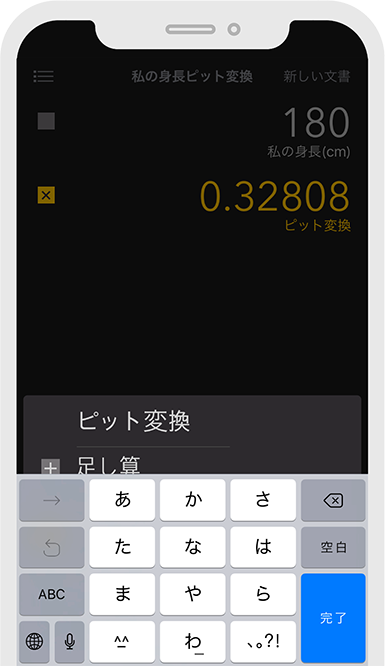 私の身長ピット変換 新しい文書
180
私の身長(cm)
× 0.32808
ピット変換
ピット変換
+ 足し算
→ あ か さ
た な は 空白
ABC ま や ら
^_^ わ_ 、。?! 完了